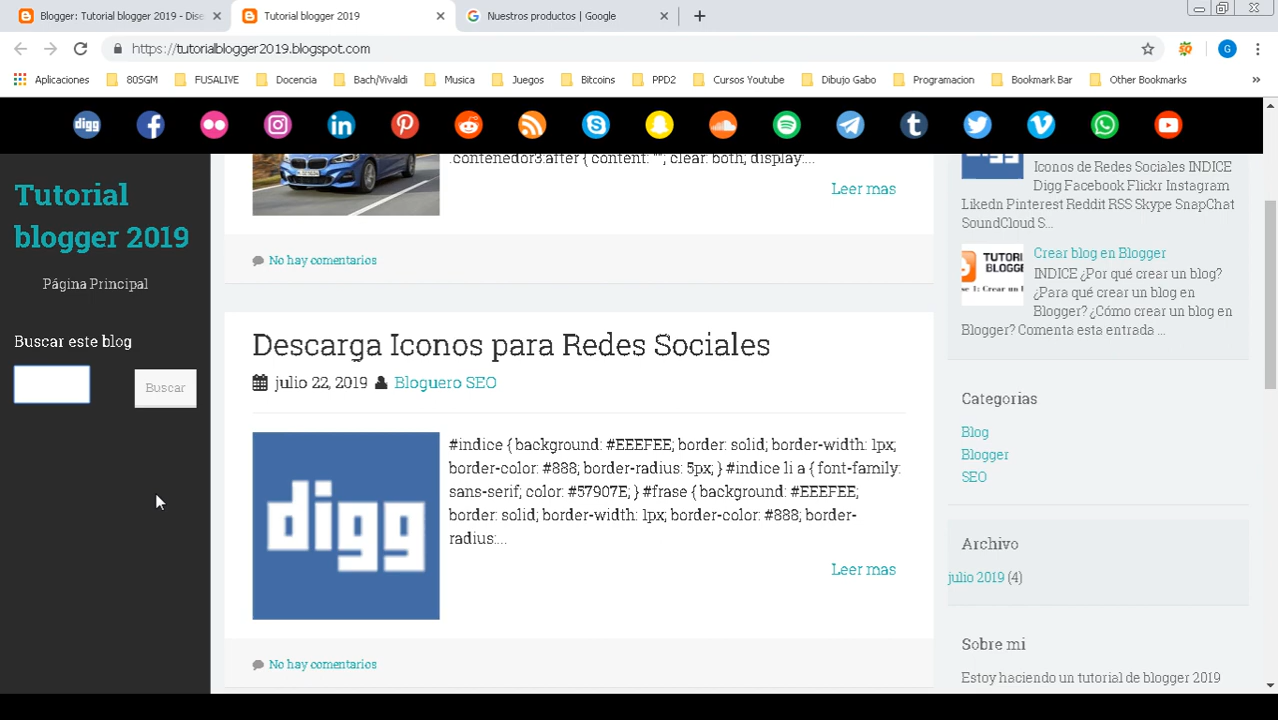 Blogger: Tutorial blogger 2019 - Dise
Tutorial blogger 2019
Nuestros productos | Google
https://tutorialblogger2019.blogspot.com
G
Aplicaciones
80SGM
FUSALIVE
Docencia
Bach/Vivaldi
Musica
Juegos
Bitcoins
PPD2
Cursos Youtube
Dibujo Gabo
Programacion
Bookmark Bar
Other Bookmarks
»
digg
Tutorial
blogger 2019
Página Principal
Buscar este blog
Buscar
.contenedor3:after { content: ""; clear: both; display:...
Leer mas
No hay comentarios
Descarga Iconos para Redes Sociales
julio 22, 2019 Bloguero SEO
digg
#indice { background: #EEEFEE; border: solid; border-width: 1px;
border-color: #888; border-radius: 5px; } #indice li a { font-family:
sans-serif; color: #57907E; } #frase { background: #EEEFEE;
border: solid; border-width: 1px; border-color: #888; border-
radius:...
Leer mas
No hay comentarios
Iconos de Redes Sociales INDICE
Digg Facebook Flickr Instagram
Likedn Pinterest Reddit RSS Skype SnapChat
SoundCloud S...
TUTORI
BLOGGE
se 1: Crear un l
Crear blog en Blogger
INDICE ¿Por qué crear un blog?
¿Para qué crear un blog en
Blogger? ¿Cómo crear un blog en
Blogger? Comenta esta entrada ...
Categorias
Blog
Blogger
SEO
Archivo
julio 2019 (4)
Sobre mi
Estoy haciendo un tutorial de blogger 2019